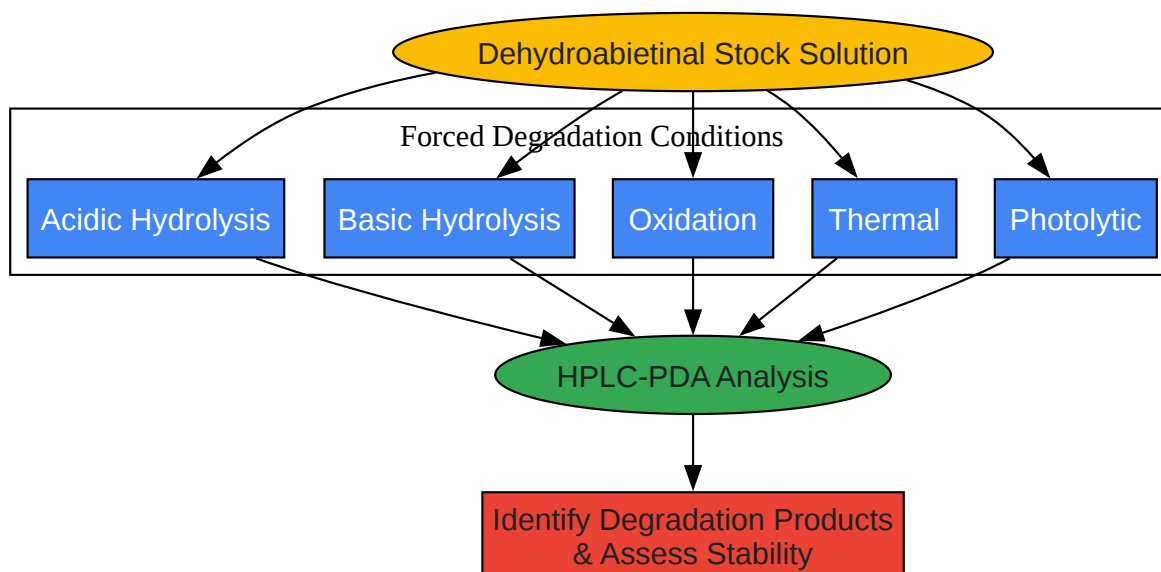 Dehydroabietinal Stock Solution
Forced Degradation Conditions
Acidic Hydrolysis
Basic Hydrolysis
Oxidation
Thermal
Photolytic
HPLC-PDA Analysis
Identify Degradation Products
& Assess Stability